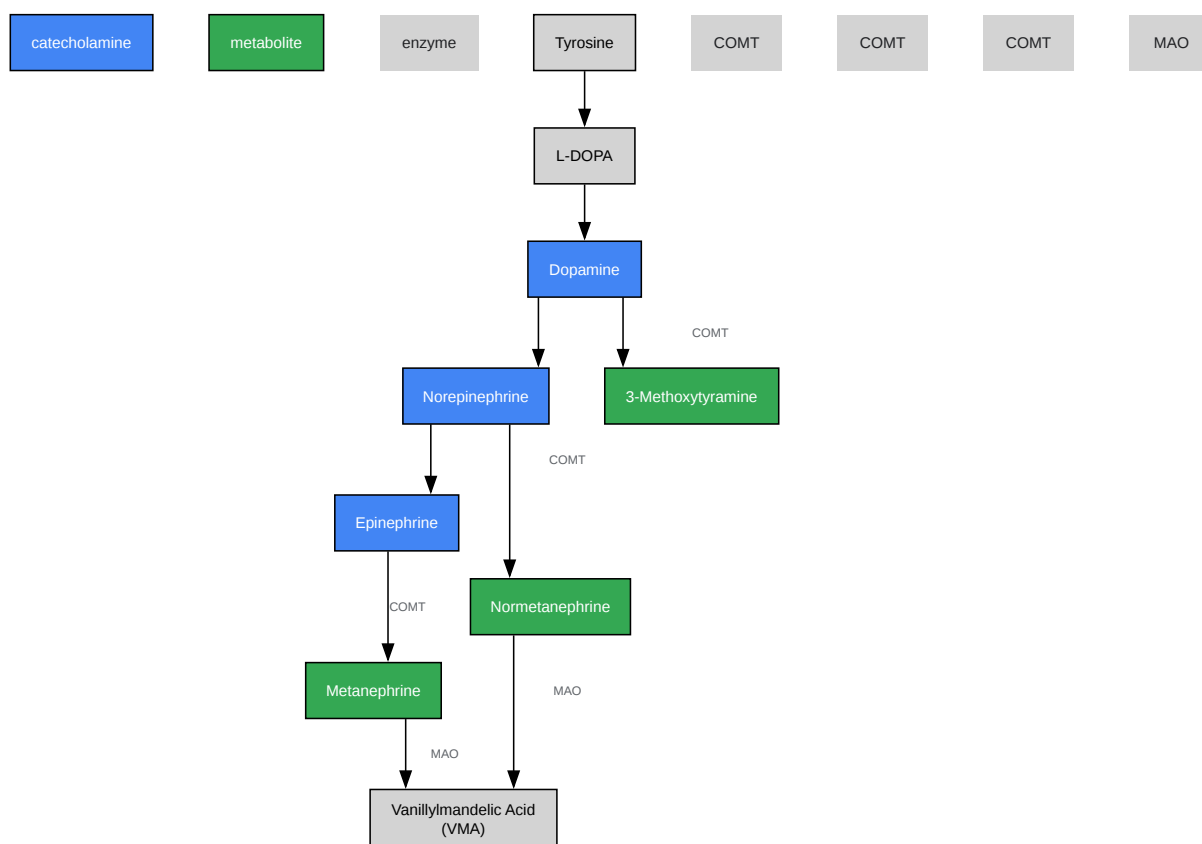 catecholamine
metabolite
enzyme
Tyrosine
COMT
COMT
COMT
MAO
L-DOPA
Dopamine
COMT
Norepinephrine
3-Methoxytyramine
COMT
Epinephrine
COMT
Normetanephrine
Metanephrine
MAO
MAO
Vanillylmandelic Acid
(VMA)